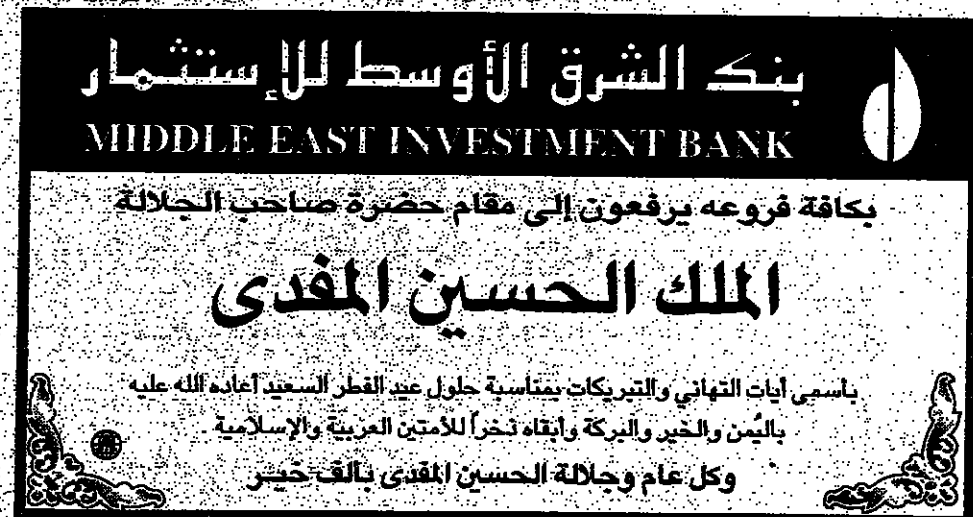 بنك الشرق الأوسط للإستثمار
MIDDLE EAST INVESTMENT BANK
بكافة فروعه يرفعون إلى مقام حضرة صاحب الجلالة
الملك الحسين المفدى
بأسمى أيات التهاني والتبريكات بمناسبة حلول عيد الفطر السعيد أعاده الله عليه
باليُمن والخير والبركة وأبقاه ذخراً للأمتين العربية والإسلامية .
وكل عام وجلالة الحسين المفدى بألف خير